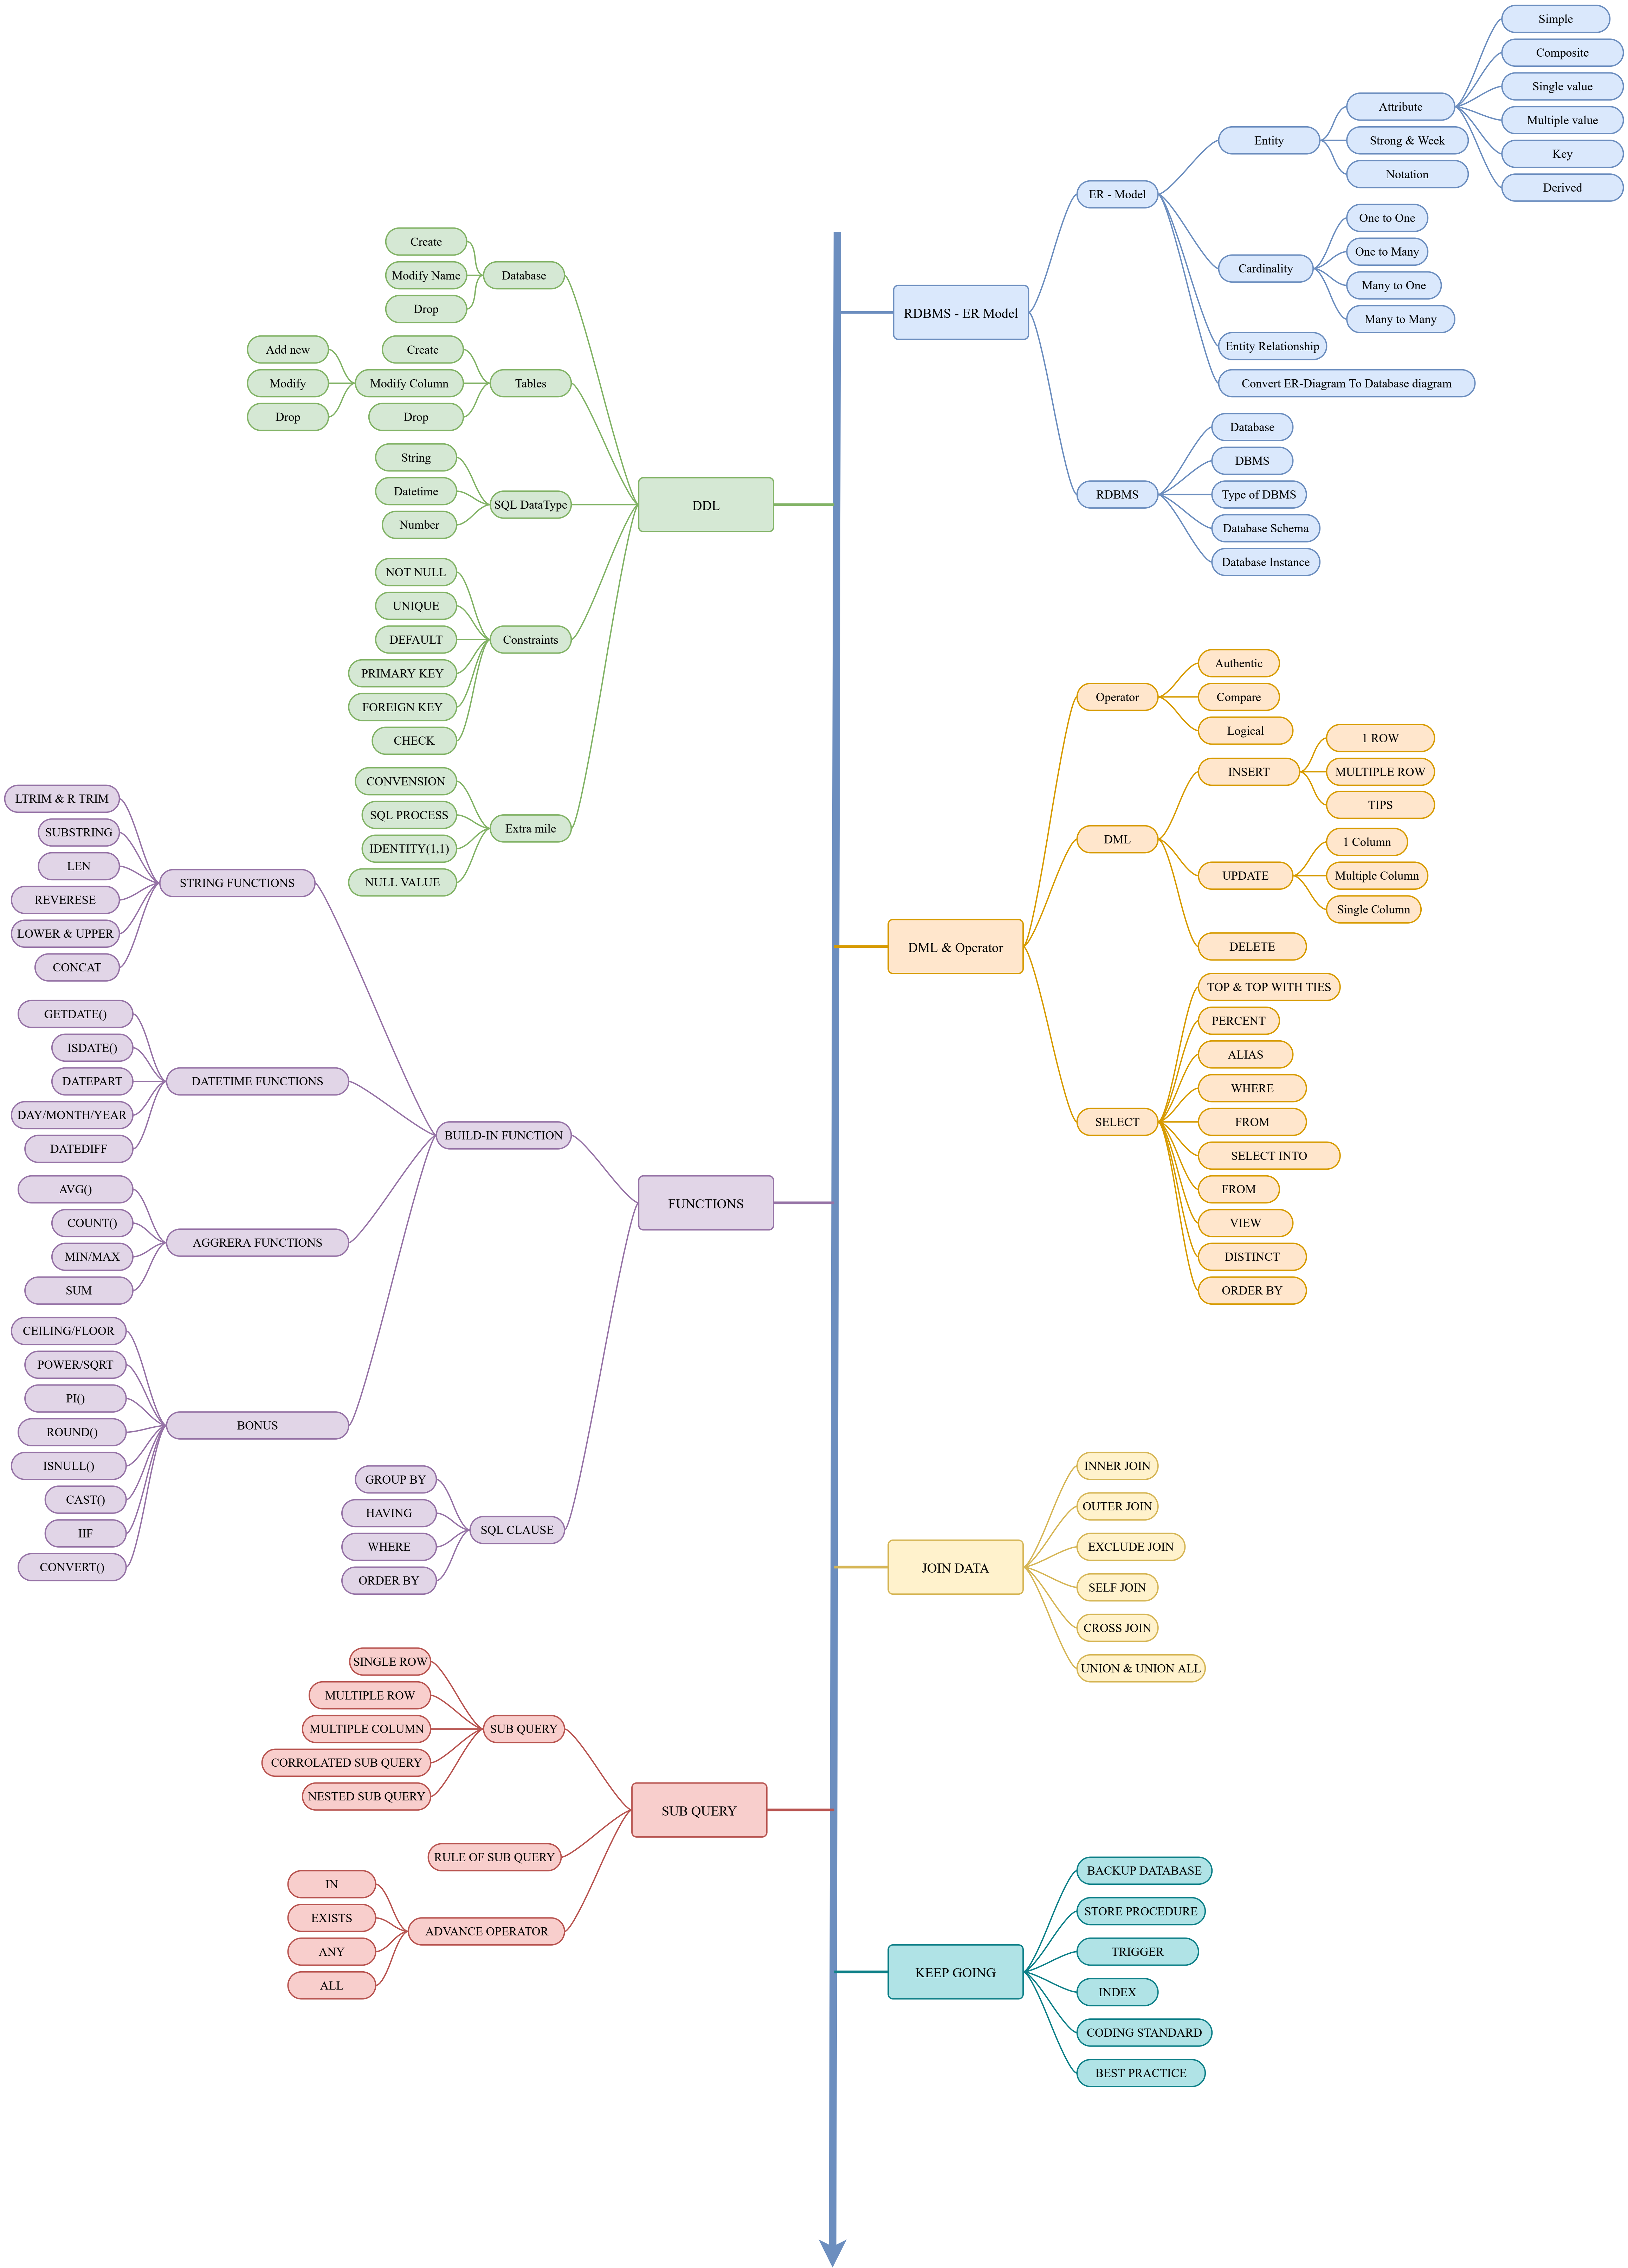 RDBMS - ER Model
ER - Model
Entity
Attribute
Simple
Composite
Single value
Multiple value
Key
Derived
Strong & Week
Notation
Cardinality
One to One
One to Many
Many to One
Many to Many
Entity Relationship
Convert ER-Diagram To Database diagram
RDBMS
Database
DBMS
Type of DBMS
Database Schema
Database Instance
DDL
Database
Create
Modify Name
Drop
Tables
Create
Modify Column
Add new
Modify
Drop
Drop
SQL DataType
String
Datetime
Number
Constraints
NOT NULL
UNIQUE
DEFAULT
PRIMARY KEY
FOREIGN KEY
CHECK
Extra mile
CONVENSION
SQL PROCESS
IDENTITY(1,1)
NULL VALUE
DML & Operator
Operator
Authentic
Compare
Logical
DML
INSERT
1 ROW
MULTIPLE ROW
TIPS
UPDATE
1 Column
Multiple Column
Single Column
DELETE
SELECT
TOP & TOP WITH TIES
PERCENT
ALIAS
WHERE
FROM
SELECT INTO
FROM
VIEW
DISTINCT
ORDER BY
FUNCTIONS
BUILD-IN FUNCTION
STRING FUNCTIONS
LTRIM & R TRIM
SUBSTRING
LEN
REVERESE
LOWER & UPPER
CONCAT
DATETIME FUNCTIONS
GETDATE()
ISDATE()
DATEPART
DAY/MONTH/YEAR
DATEDIFF
AGGRERA FUNCTIONS
AVG()
COUNT()
MIN/MAX
SUM
BONUS
CEILING/FLOOR
POWER/SQRT
PI()
ROUND()
ISNULL()
CAST()
IIF
CONVERT()
SQL CLAUSE
GROUP BY
HAVING
WHERE
ORDER BY
JOIN DATA
INNER JOIN
OUTER JOIN
EXCLUDE JOIN
SELF JOIN
CROSS JOIN
UNION & UNION ALL
SUB QUERY
SUB QUERY
SINGLE ROW
MULTIPLE ROW
MULTIPLE COLUMN
CORROLATED SUB QUERY
NESTED SUB QUERY
RULE OF SUB QUERY
ADVANCE OPERATOR
IN
EXISTS
ANY
ALL
KEEP GOING
BACKUP DATABASE
STORE PROCEDURE
TRIGGER
INDEX
CODING STANDARD
BEST PRACTICE